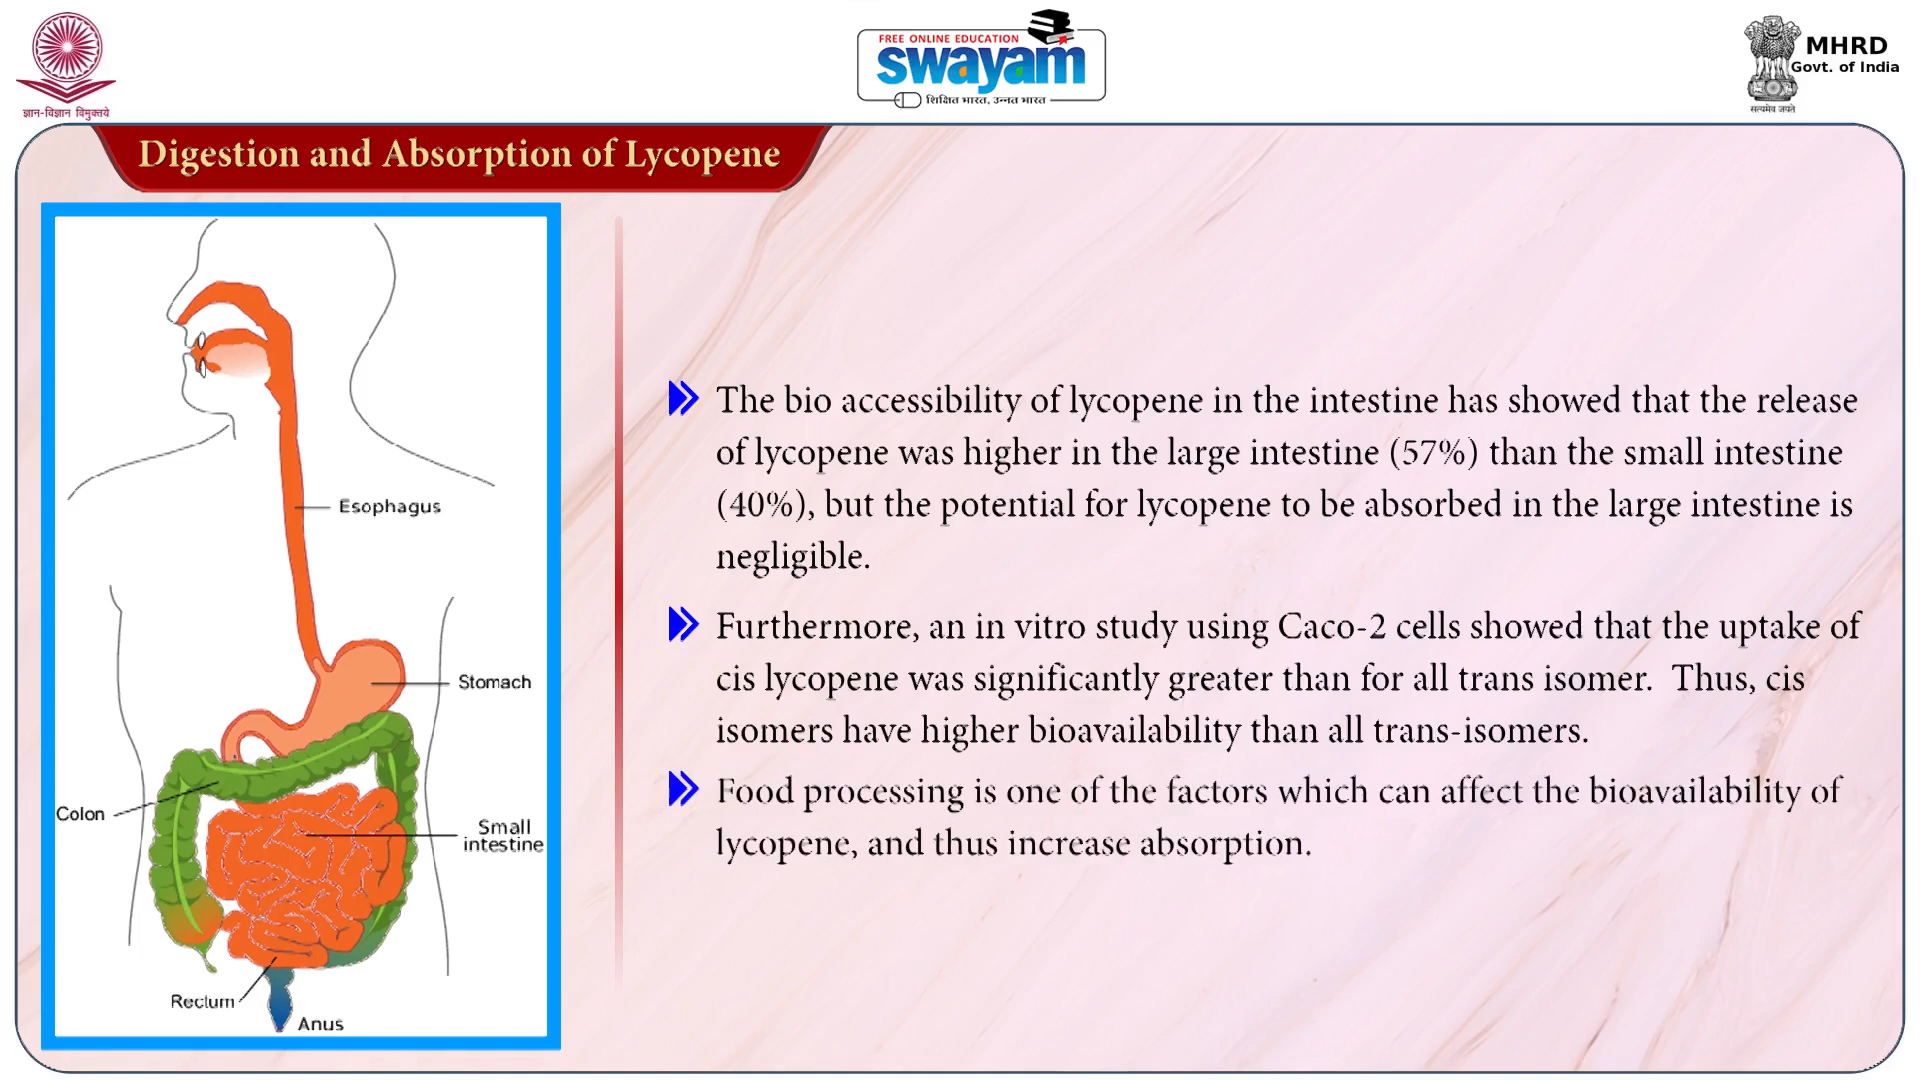 ज्ञान-विज्ञान विमुक्तये
FREE ONLINE EDUCATION
swayam
शिक्षित भारत, उन्नत भारत
MHRD
Govt. of India
सत्यमेव जयते
Digestion and Absorption of Lycopene
Esophagus
Stomach
Colon
Small
intestine
Rectum
Anus
The bio accessibility of lycopene in the intestine has showed that the release
of lycopene was higher in the large intestine (57%) than the small intestine
(40%), but the potential for lycopene to be absorbed in the large intestine is
negligible.
Furthermore, an in vitro study using Caco-2 cells showed that the uptake of
cis lycopene was significantly greater than for all trans isomer. Thus, cis
isomers have higher bioavailability than all trans-isomers.
Food processing is one of the factors which can affect the bioavailability of
lycopene, and thus increase absorption.